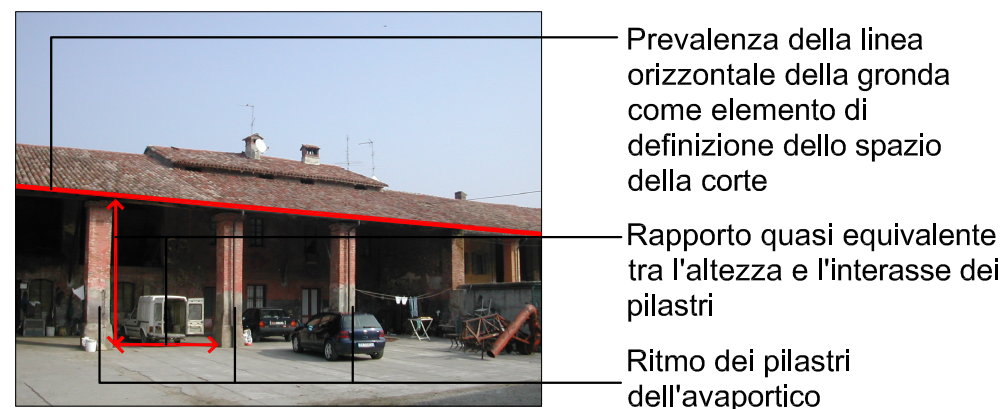 Prevalenza della linea
orizzontale della gronda
come elemento di
definizione dello spazio
della corte
Rapporto quasi equivalente
tra l'altezza e l'interasse dei
pilastri
Ritmo dei pilastri
dell'avaportico